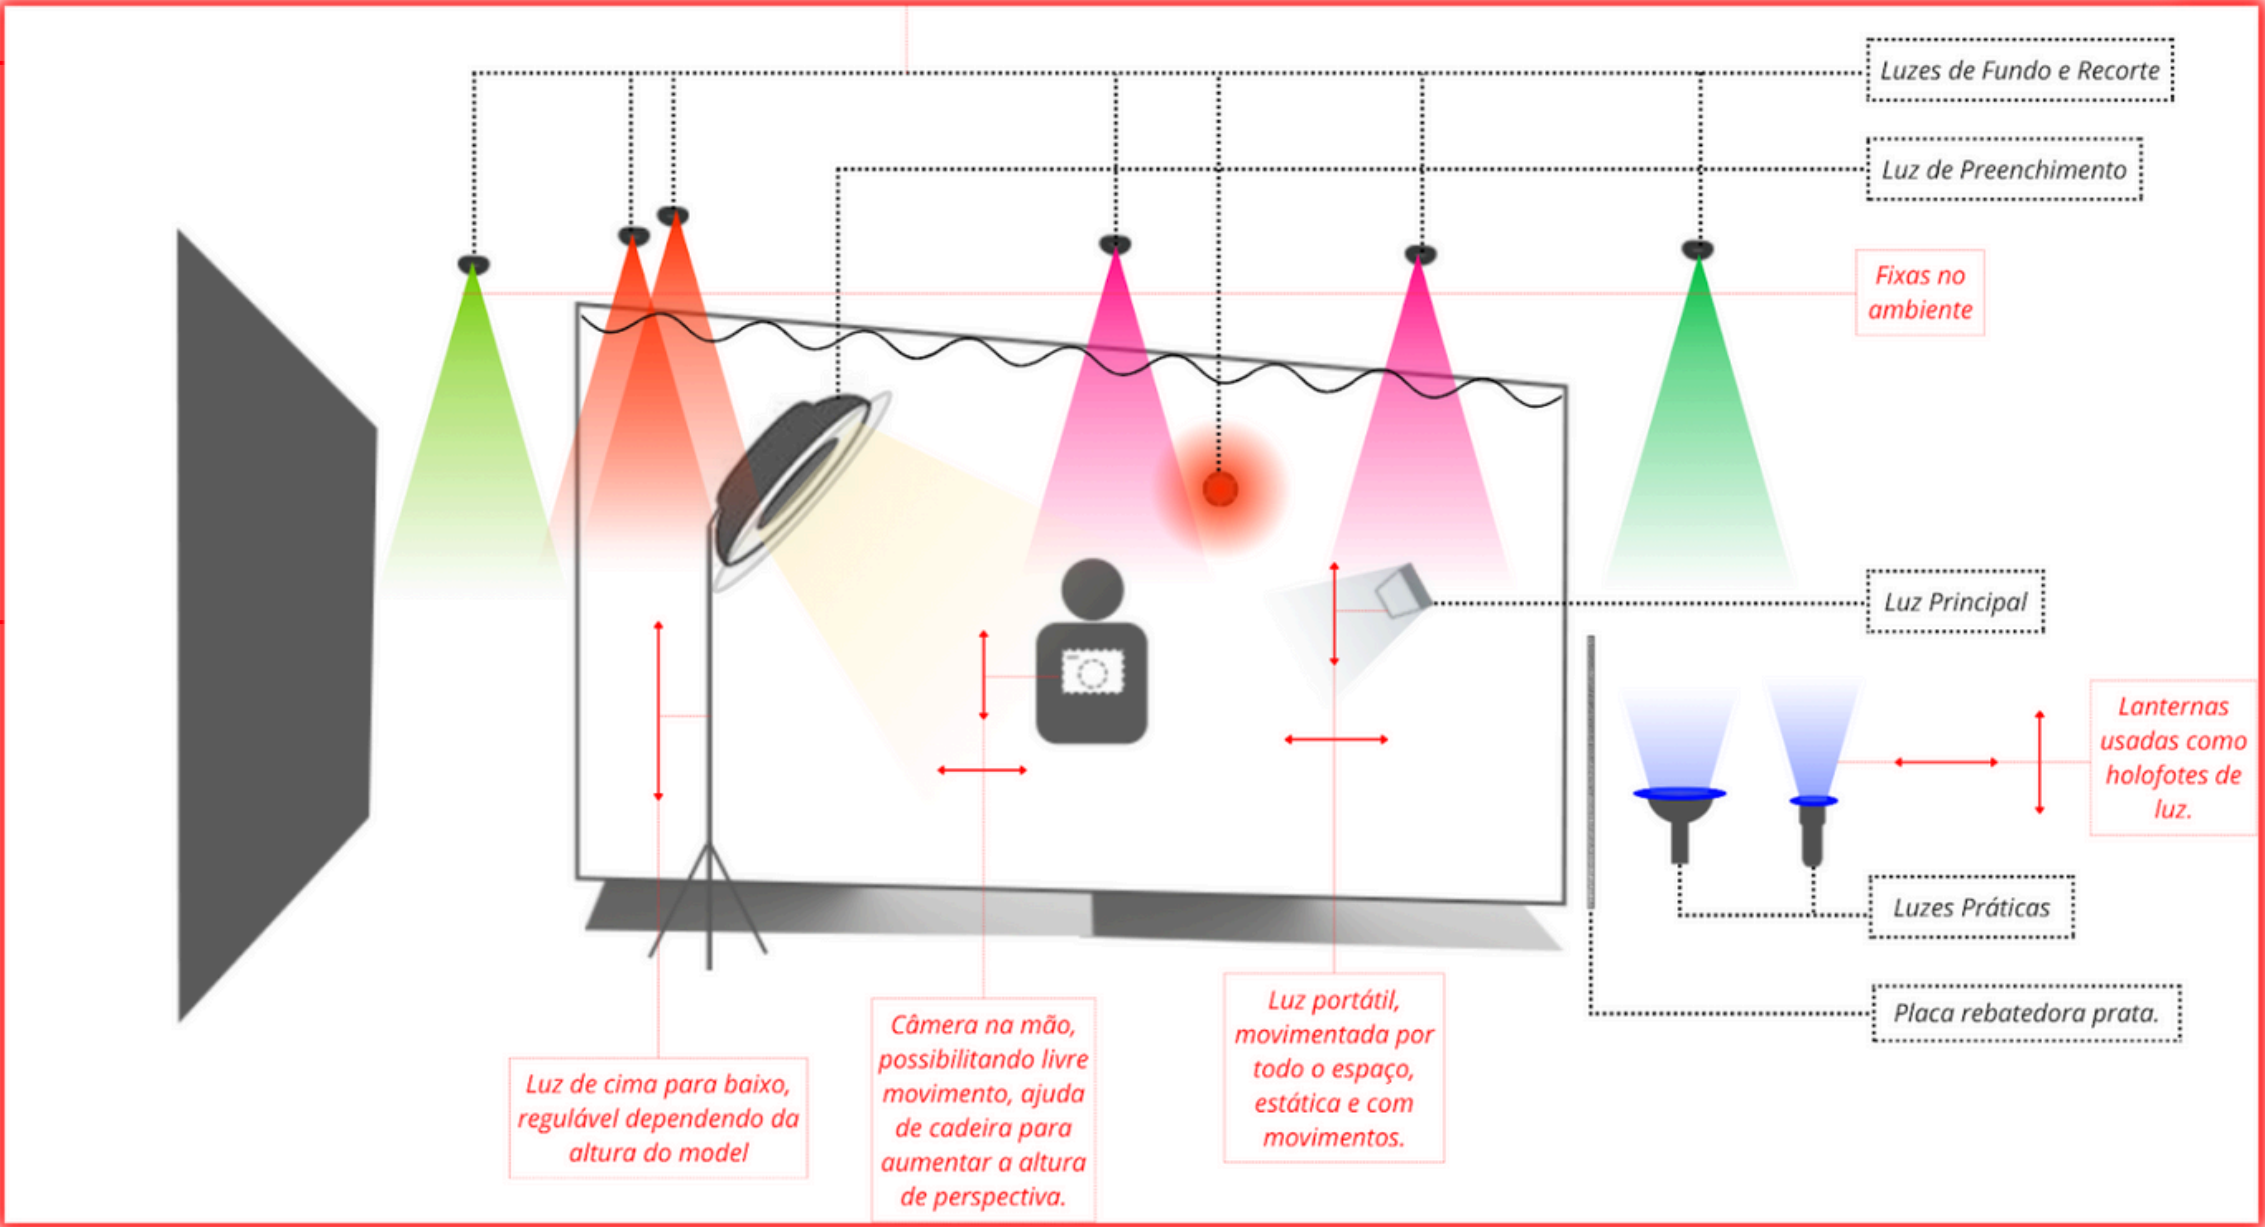 Luzes de Fundo e Recorte
Luz de Preenchimento
Fixas no
ambiente
Luz Principal
Lanternas
usadas como
holofotes de
luz.
Luzes Práticas
Placa rebatedora prata.
Luz de cima para baixo,
regulável dependendo da
altura do model
Câmera na mão,
possibilitando livre
movimento, ajuda
de cadeira para
aumentar a altura
de perspectiva.
Luz portátil,
movimentada por
todo o espaço,
estática e com
movimentos.